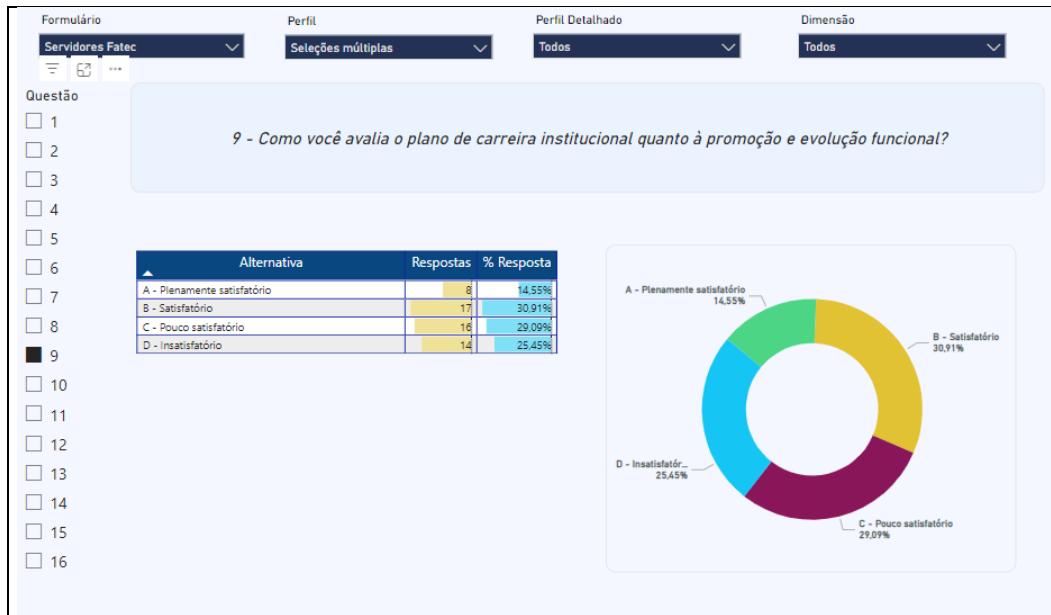 Formulário Perfil Perfil Detalhado Dimensão
Servidores Fatec Seleções múltiplas Todos Todos
Questão
1
2
3
4
5
6
7
8
9
10
11
12
13
14
15
16
9 - Como você avalia o plano de carreira institucional quanto à promoção e evolução funcional?
Alternativa Respostas % Resposta
A - Plenamente satisfatório 8 14,55%
B - Satisfatório 17 30,91%
C - Pouco satisfatório 16 29,09%
D - Insatisfatório 14 25,45%
A - Plenamente satisfatório
14,55%
B - Satisfatório
30,91%
D - Insatisfatór...
25,45%
C - Pouco satisfatório
29,09%